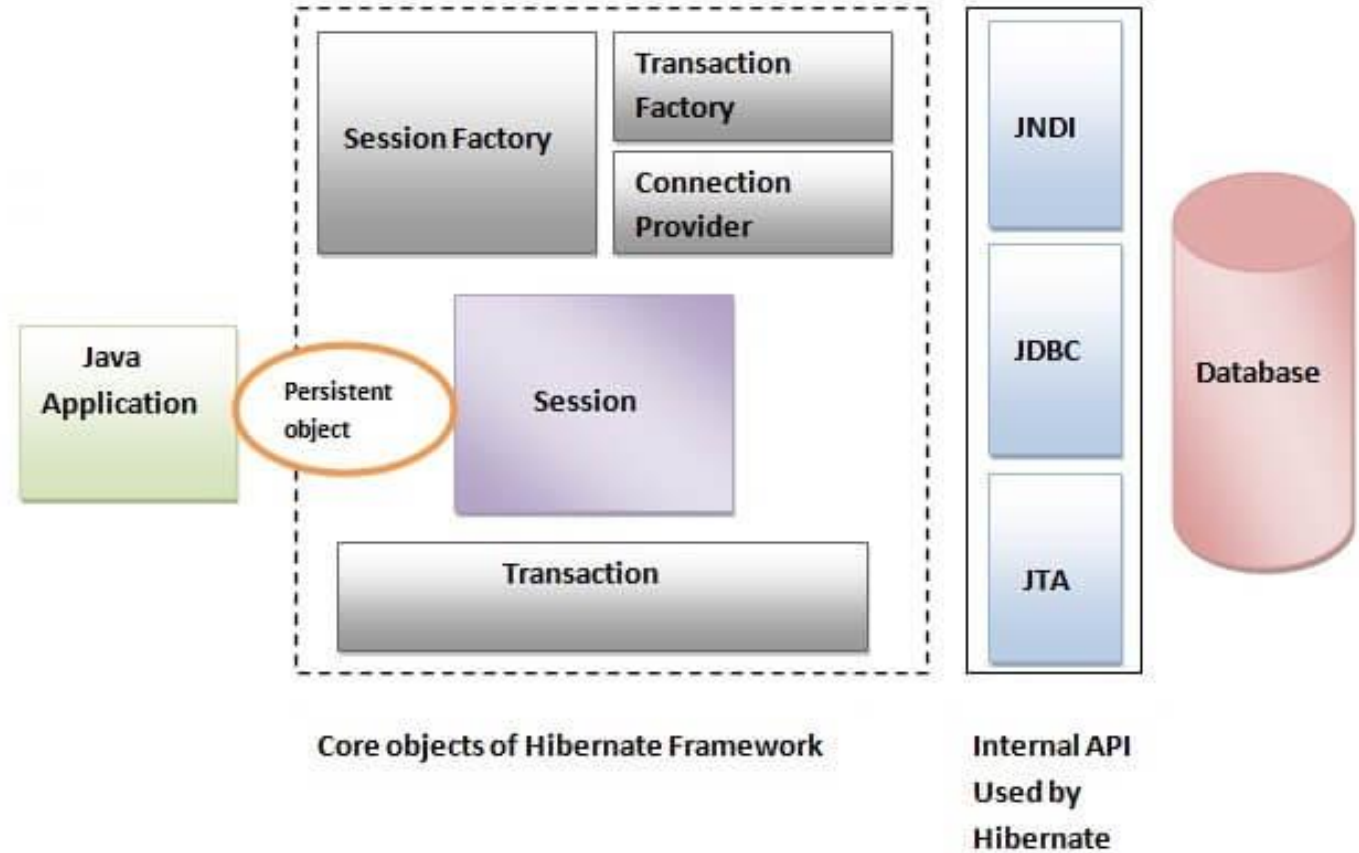 Session Factory
Transaction
Factory
Connection
Provider
Java
Application
Persistent
object
Session
Transaction
JNDI
JDBC
JTA
Database
Core objects of Hibernate Framework
Internal API
Used by
Hibernate